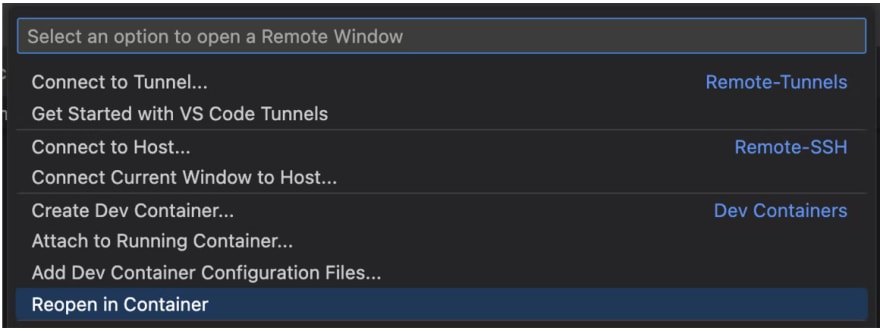 Select an option to open a Remote Window
Connect to Tunnel... Remote-Tunnels
Get Started with VS Code Tunnels
Connect to Host... Remote-SSH
Connect Current Window to Host...
Create Dev Container... Dev Containers
Attach to Running Container...
Add Dev Container Configuration Files...
Reopen in Container